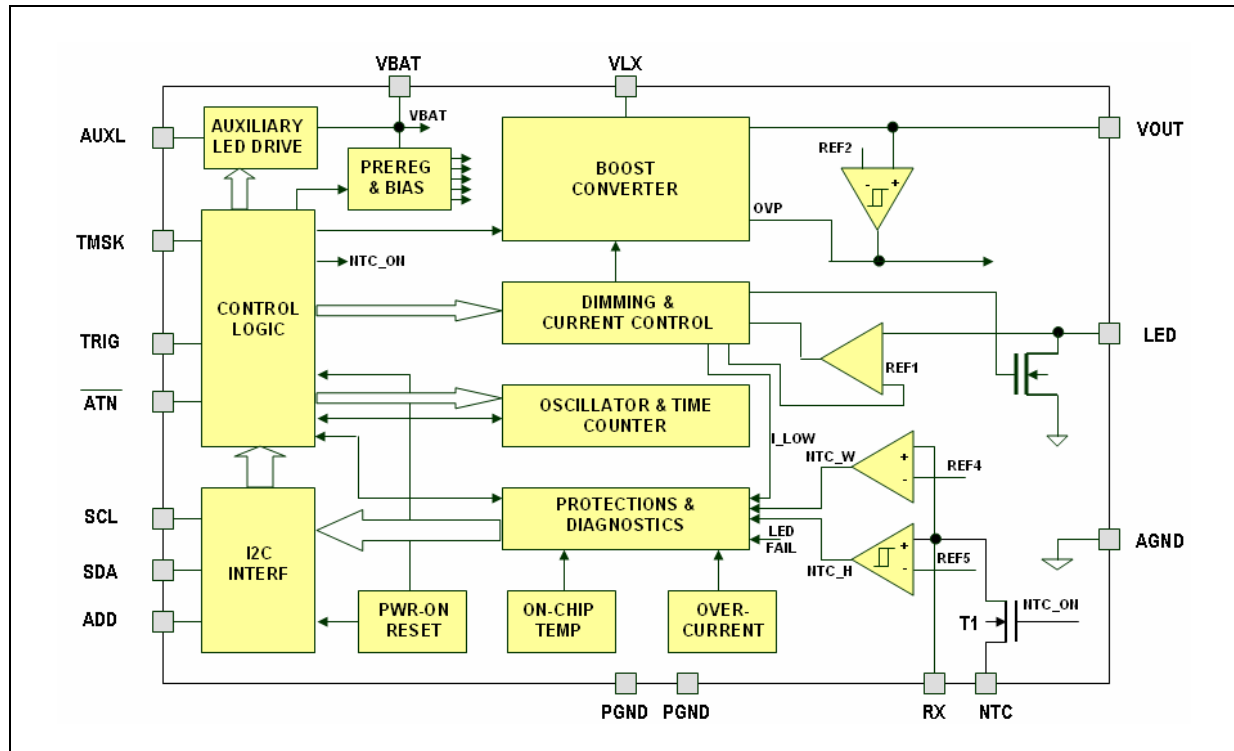 VBAT
VLX
AUXL
AUXILIARY
LED DRIVE
VBAT
PREREG
& BIAS
BOOST
CONVERTER
REF2
- +
VOUT
OVP
TMSK
NTC_ON
CONTROL
LOGIC
DIMMING &
CURRENT CONTROL
TRIG
LED
REF1
ATN
OSCILLATOR & TIME
COUNTER
I_LOW
NTC_W
+
-
REF4
SCL
PROTECTIONS &
DIAGNOSTICS
LED
FAIL
I2C
INTERF
SDA
NTC_H
+
-
REF5
AGND
ADD
PWR-ON
RESET
ON-CHIP
TEMP
OVER-
CURRENT
T1
NTC_ON
PGND
PGND
RX
NTC